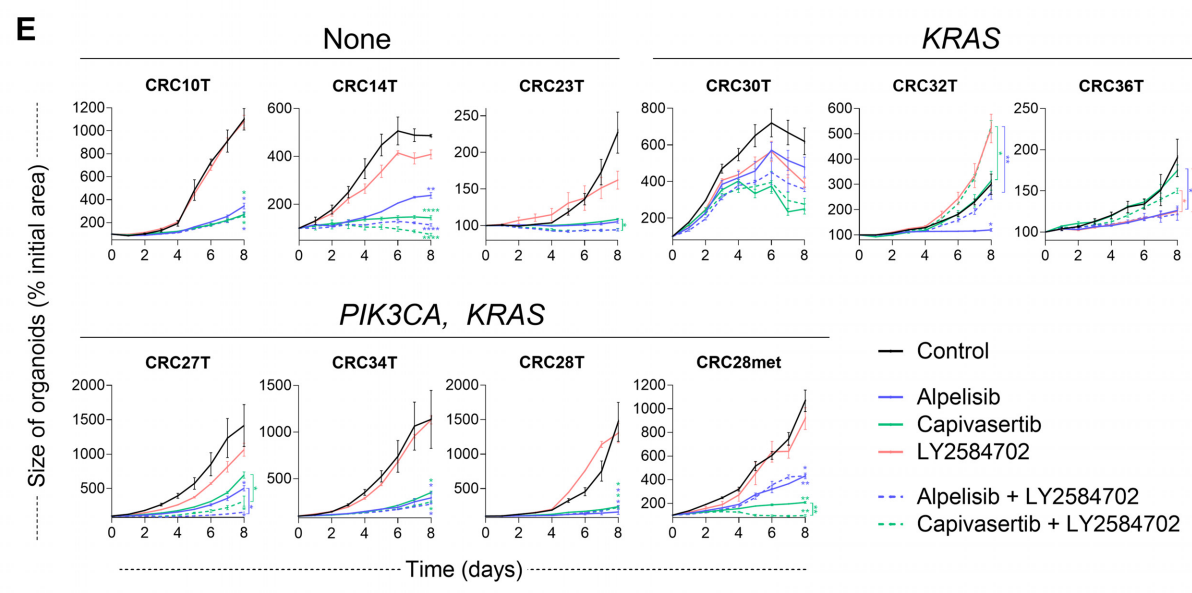 E
None
KRAS
CRC10T
CRC14T
CRC23T
CRC30T
CRC32T
CRC36T
1200
1000
800
600
400
200
0 2 4 6 8
600
400
200
0 2 4 6 8
250
200
150
100
0 2 4 6 8
800
600
400
200
0 2 4 6 8
600
500
400
300
200
100
0 2 4 6 8
250
200
150
100
0 2 4 6 8
Size of organoids (% initial area)
PIK3CA, KRAS
CRC27T
CRC34T
CRC28T
CRC28met
2000
1500
1000
500
0 2 4 6 8
1500
1000
500
0 2 4 6 8
2000
1500
1000
500
0 2 4 6 8
1200
1000
800
600
400
200
0 2 4 6 8
Time (days)
Control
Alpelisib
Capivasertib
LY2584702
Alpelisib + LY2584702
Capivasertib + LY2584702